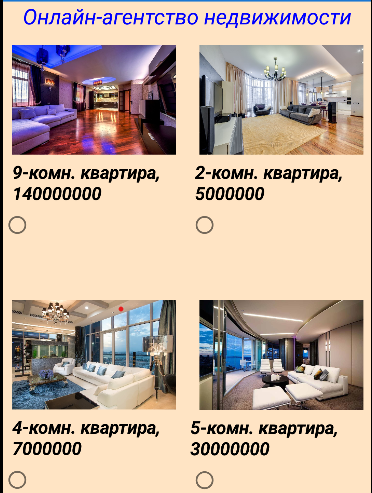 Онлайн-агентство недвижимости
9-комн. квартира,
140000000
2-комн. квартира,
5000000
4-комн. квартира,
7000000
5-комн. квартира,
30000000